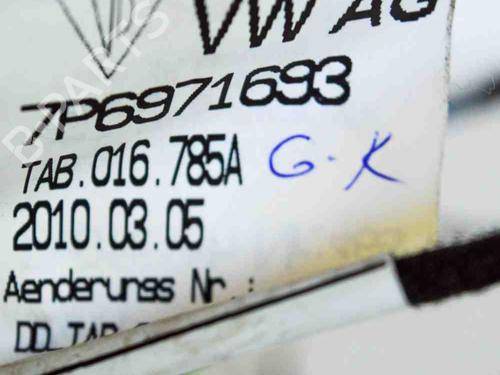 VW AG
7P6971693
TAB.016.785A G-K
2010.03.05
Aenderungs Nr.: